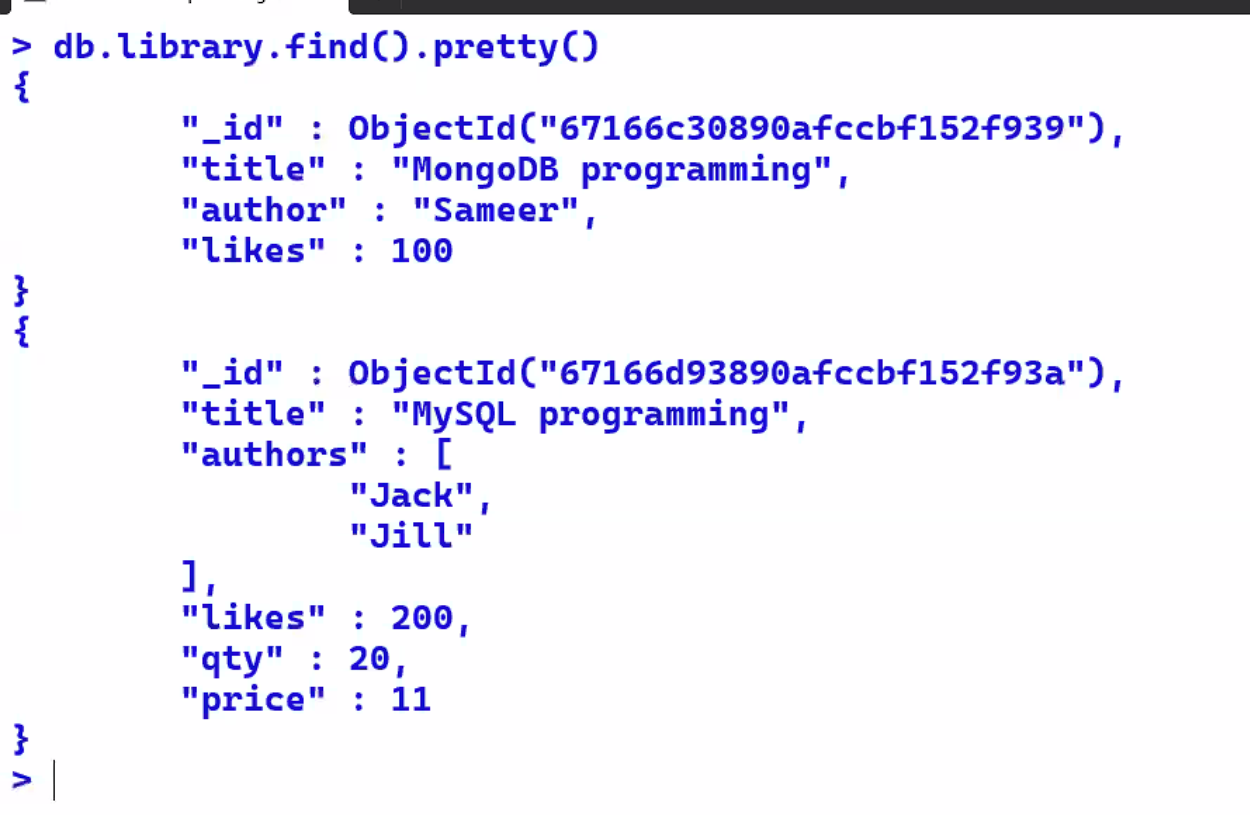 > db.library.find().pretty()
{
        "_id" : ObjectId("67166c30890afccbf152f939"),
        "title" : "MongoDB programming",
        "author" : "Sameer",
        "likes" : 100
}
{
        "_id" : ObjectId("67166d93890afccbf152f93a"),
        "title" : "MySQL programming",
        "authors" : [
                "Jack",
                "Jill"
        ],
        "likes" : 200,
        "qty" : 20,
        "price" : 11
}
>